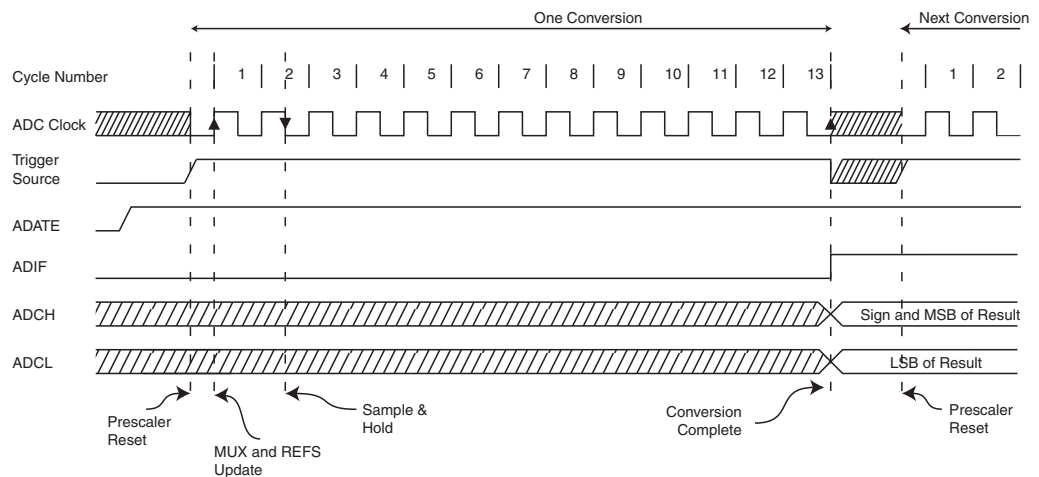 One Conversion
Next Conversion
Cycle Number
1 2 3 4 5 6 7 8 9 10 11 12 13 1 2
ADC Clock
Trigger
Source
ADATE
ADIF
ADCH
Sign and MSB of Result
ADCL
LSB of Result
Prescaler
Reset
MUX and REFS
Update
Sample &
Hold
Conversion
Complete
Prescaler
Reset